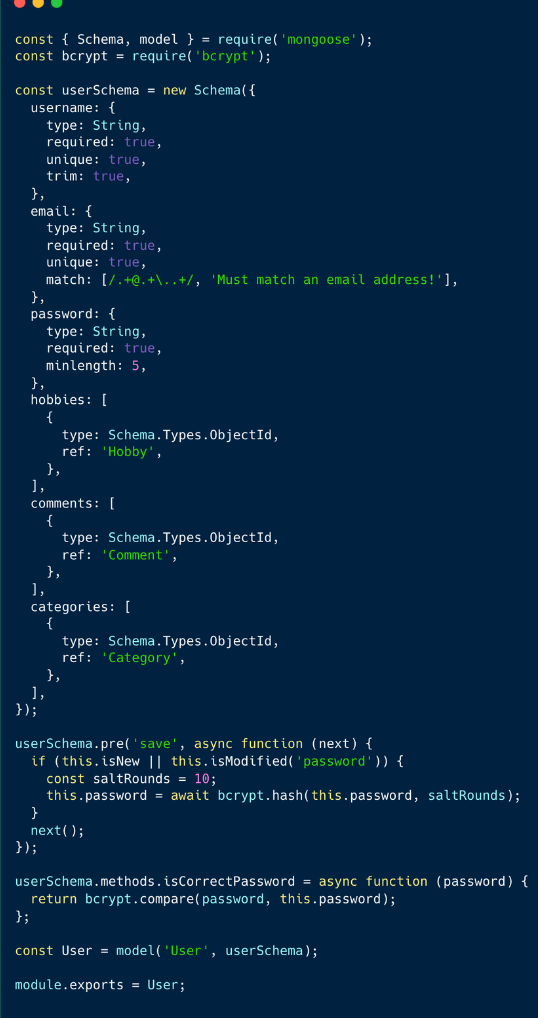 const { Schema, model } = require('mongoose');
const bcrypt = require('bcrypt');

const userSchema = new Schema({
  username: {
    type: String,
    required: true,
    unique: true,
    trim: true,
  },
  email: {
    type: String,
    required: true,
    unique: true,
    match: [/.+@.+\..+/, 'Must match an email address!'],
  },
  password: {
    type: String,
    required: true,
    minlength: 5,
  },
  hobbies: [
    {
      type: Schema.Types.ObjectId,
      ref: 'Hobby',
    },
  ],
  comments: [
    {
      type: Schema.Types.ObjectId,
      ref: 'Comment',
    },
  ],
  categories: [
    {
      type: Schema.Types.ObjectId,
      ref: 'Category',
    },
  ],
});

userSchema.pre('save', async function (next) {
  if (this.isNew || this.isModified('password')) {
    const saltRounds = 10;
    this.password = await bcrypt.hash(this.password, saltRounds);
  }
  next();
});

userSchema.methods.isCorrectPassword = async function (password) {
  return bcrypt.compare(password, this.password);
};

const User = model('User', userSchema);

module.exports = User;